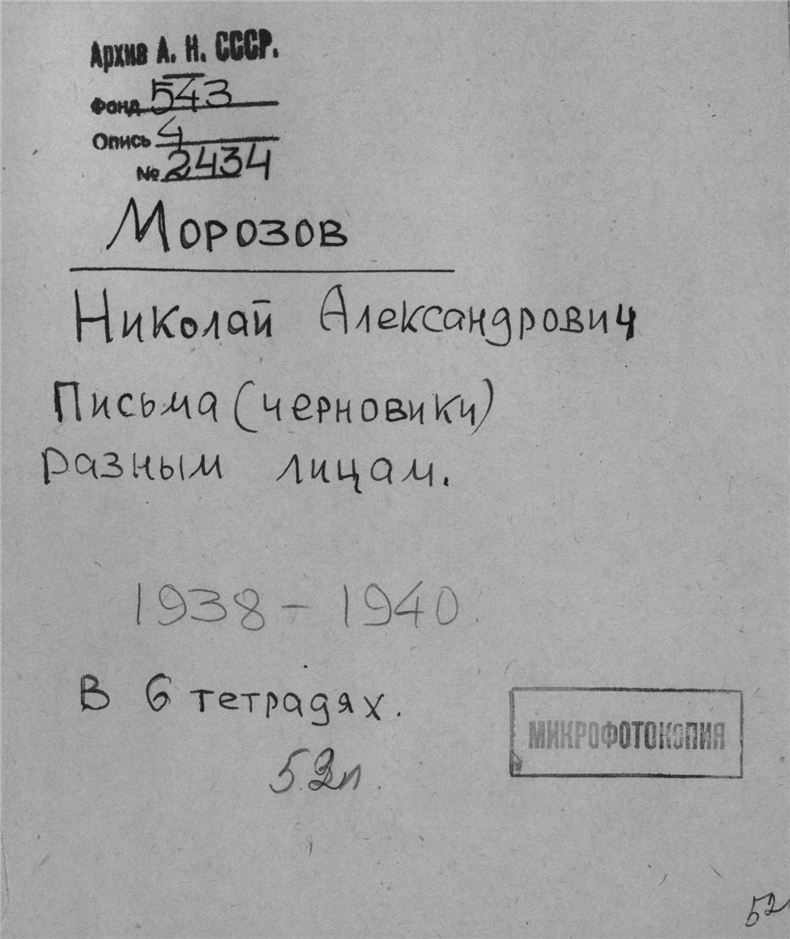 Архив А. Н. СССР.
Фонд 543
Опись 4
№ 2434
Морозов
Николай Александрович
Письма (черновики)
разным лицам.
1938 – 1940.
В 6 тетрадях.
52л.
МИКРОФОТОКОПИЯ
52